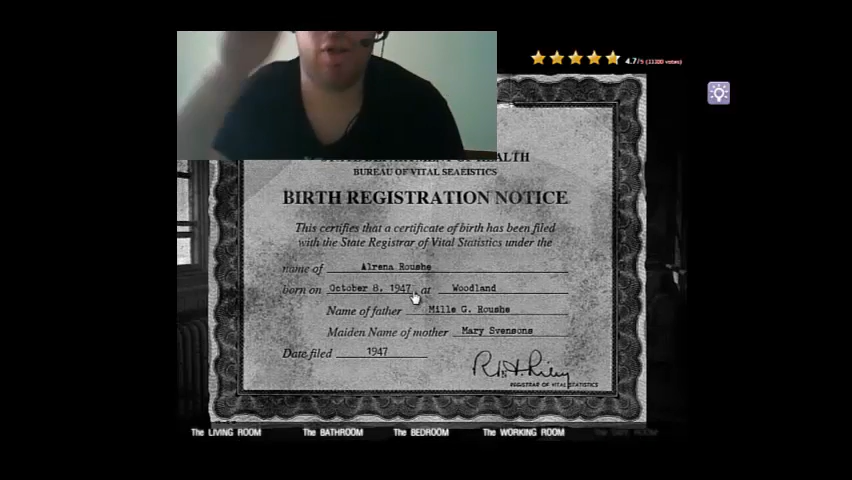 4.7/5 (11300 votes)
HEALTH
BUREAU OF VITAL SEAEISTICS
BIRTH REGISTRATION NOTICE
This certifies that a certificate of birth has been filed
with the State Registrar of Vital Statistics under the
name of Alrena Roushe
born on October 8, 1947 at Woodland
Name of father Mille G. Roushe
Maiden Name of mother Mary Svensons
Date filed 1947
REGISTRAR OF VITAL STATISTICS
The LIVING ROOM The BATHROOM The BEDROOM The WORKING ROOM